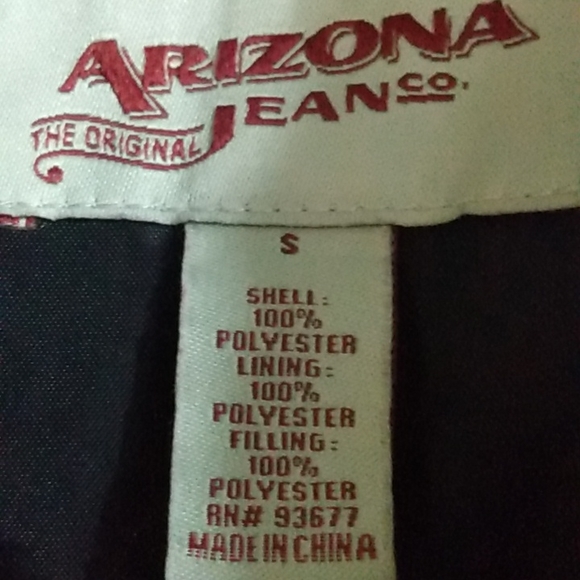 ARIZONA
JEAN CO.
THE ORIGINAL
S
SHELL:
100%
POLYESTER
LINING:
100%
POLYESTER
FILLING:
100%
POLYESTER
RN# 93677
MADE IN CHINA